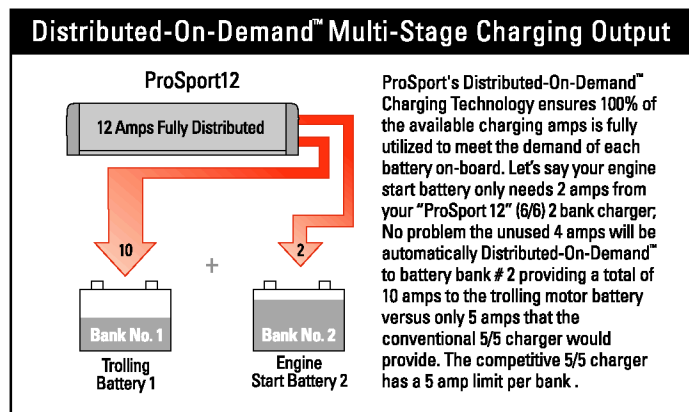 Distributed-On-Demand™ Multi-Stage Charging Output
ProSport12
12 Amps Fully Distributed
10
+
2
Bank No. 1
Bank No. 2
Trolling
Battery 1
Engine
Start Battery 2
ProSport's Distributed-On-Demand™
Charging Technology ensures 100% of
the available charging amps is fully
utilized to meet the demand of each
battery on-board. Let's say your engine
start battery only needs 2 amps from
your "ProSport 12" (6/6) 2 bank charger;
No problem the unused 4 amps will be
automatically Distributed-On-Demand™
to battery bank # 2 providing a total of
10 amps to the trolling motor battery
versus only 5 amps that the
conventional 5/5 charger would
provide. The competitive 5/5 charger
has a 5 amp limit per bank .